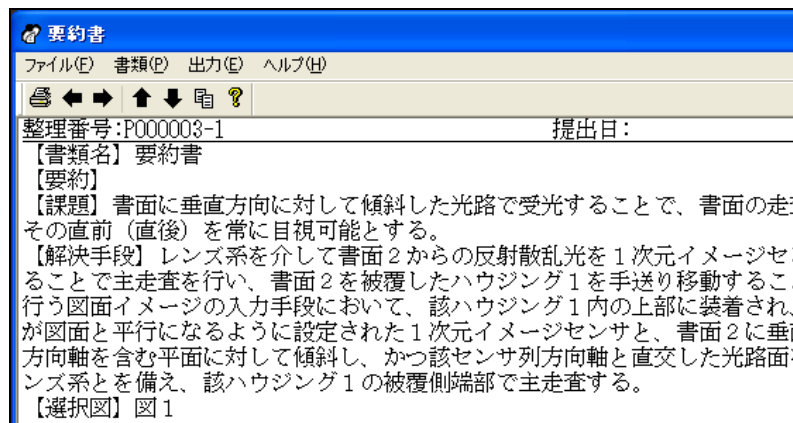 要約書
ファイル(F) 書類(P) 出力(E) ヘルプ(H)
整理番号:P000003-1 提出日:
【書類名】要約書
【要約】
【課題】書面に垂直方向に対して傾斜した光路で受光することで、書面の走
その直前(直後)を常に目視可能とする。
【解決手段】レンズ系を介して書面2からの反射散乱光を1次元イメージセ
ることで主走査を行い、書面2を被覆したハウジング1を手送り移動するこ
行う図面イメージの入力手段において、該ハウジング1内の上部に装着され、
が図面と平行になるように設定された1次元イメージセンサと、書面2に垂
方向軸を含む平面に対して傾斜し、かつ該センサ列方向軸と直交した光路面
ンズ系とを備え、該ハウジング1の被覆側端部で主走査する。
【選択図】図1